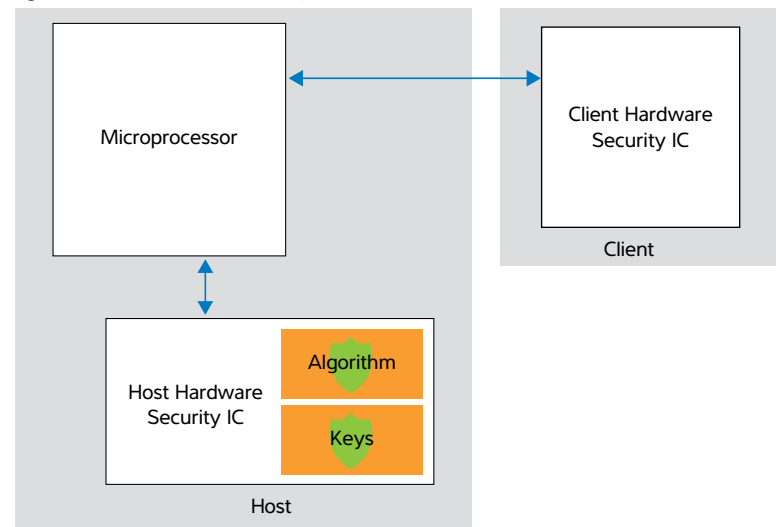 Microprocessor
Client Hardware
Security IC
Client
Algorithm
Host Hardware
Security IC
Keys
Host